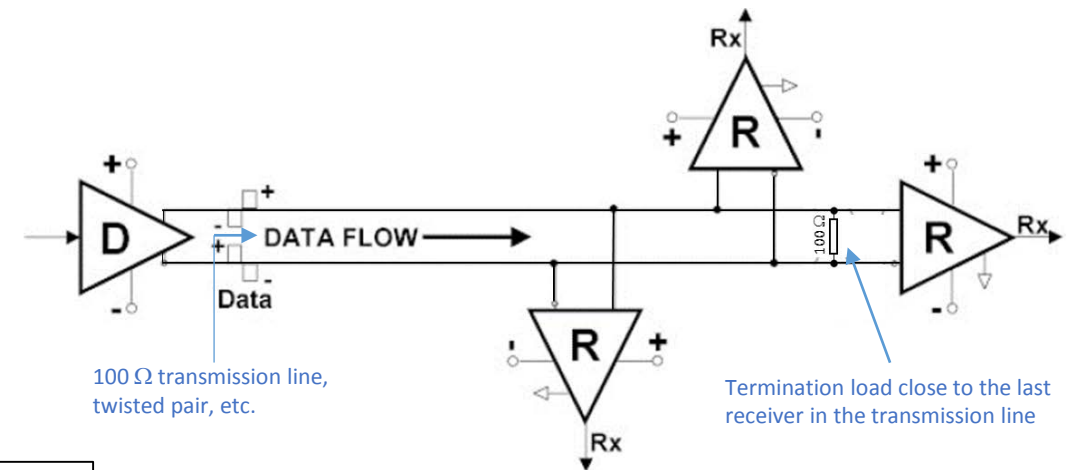 Rx
+
R
-
+
-
D
+
-
+
-
Data
DATA FLOW
100 Ω
+
-
R
Rx
-
R
+
Rx
100 Ω transmission line,
twisted pair, etc.
Termination load close to the last
receiver in the transmission line